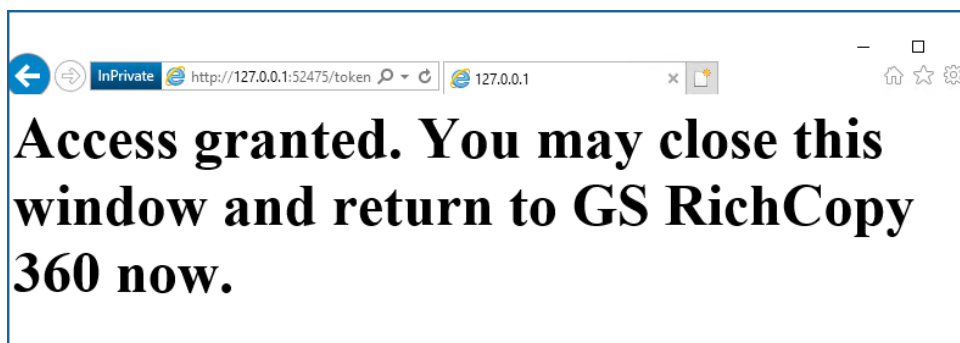 InPrivate http://127.0.0.1:52475/token 127.0.0.1
Access granted. You may close this
window and return to GS RichCopy
360 now.